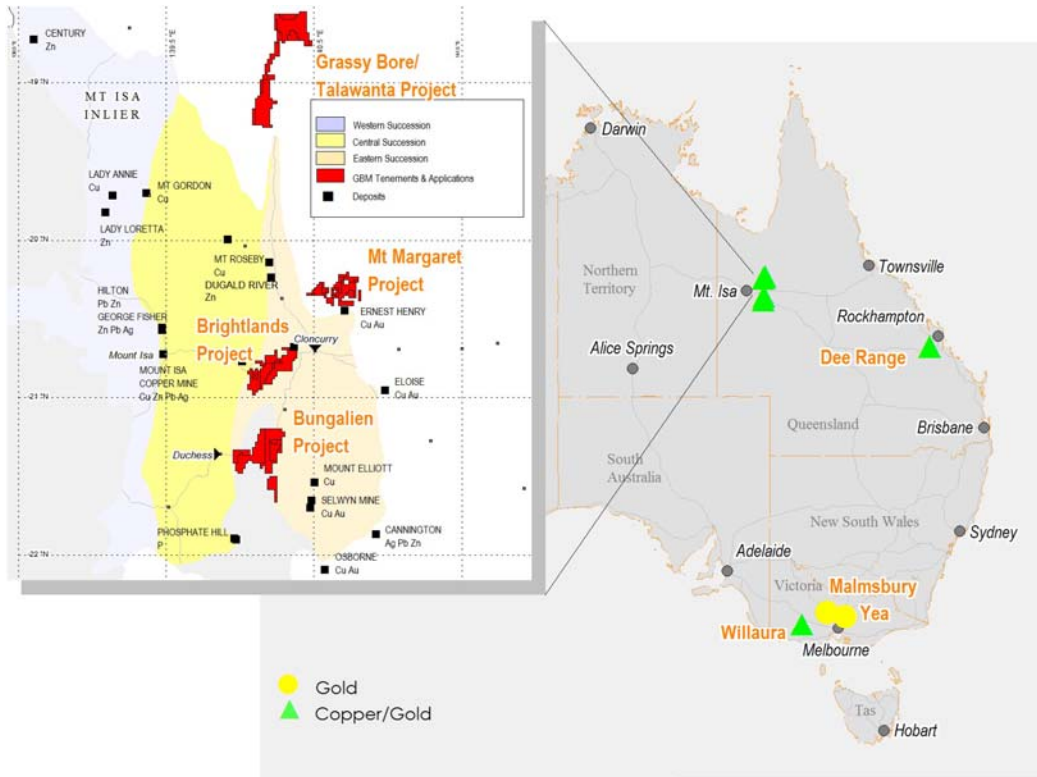 CENTURY
Zn
139.5 °E
-19 °N
MT ISA
INLIER
Grassy Bore/
Talawanta Project
Western Succession
Central Succession
Eastern Succession
GBM Tenements & Applications
Deposits
LADY ANNIE
Cu
MT GORDON
Cu
LADY LORETTA
Zn
-20 °N
MT ROSEBY
Cu
DUGALD RIVER
Zn
Mt Margaret
Project
ERNEST HENRY
Cu Au
HILTON
Pb Zn
GEORGE FISHER
Zn Pb Ag
Mount Isa
MOUNT ISA
COPPER MINE
Cu Zn Pb Ag
Brightlands
Project
Cloncurry
ELOISE
Cu Au
-21 °N
Bungalien
Project
Duchess
MOUNT ELLIOTT
Cu
SELWYN MINE
Cu Au
PHOSPHATE HILL
P
CANNINGTON
Ag Pb Zn
-22 °N
OSBORNE
Cu Au
Darwin
Northern
Territory
Mt. Isa
Townsville
Alice Springs
Rockhampton
Dee Range
Queensland
Brisbane
South
Australia
New South Wales
Sydney
Adelaide
Victoria
Malmsbury
Yea
Willaura
Melbourne
Tas
Hobart
Gold
Copper/Gold